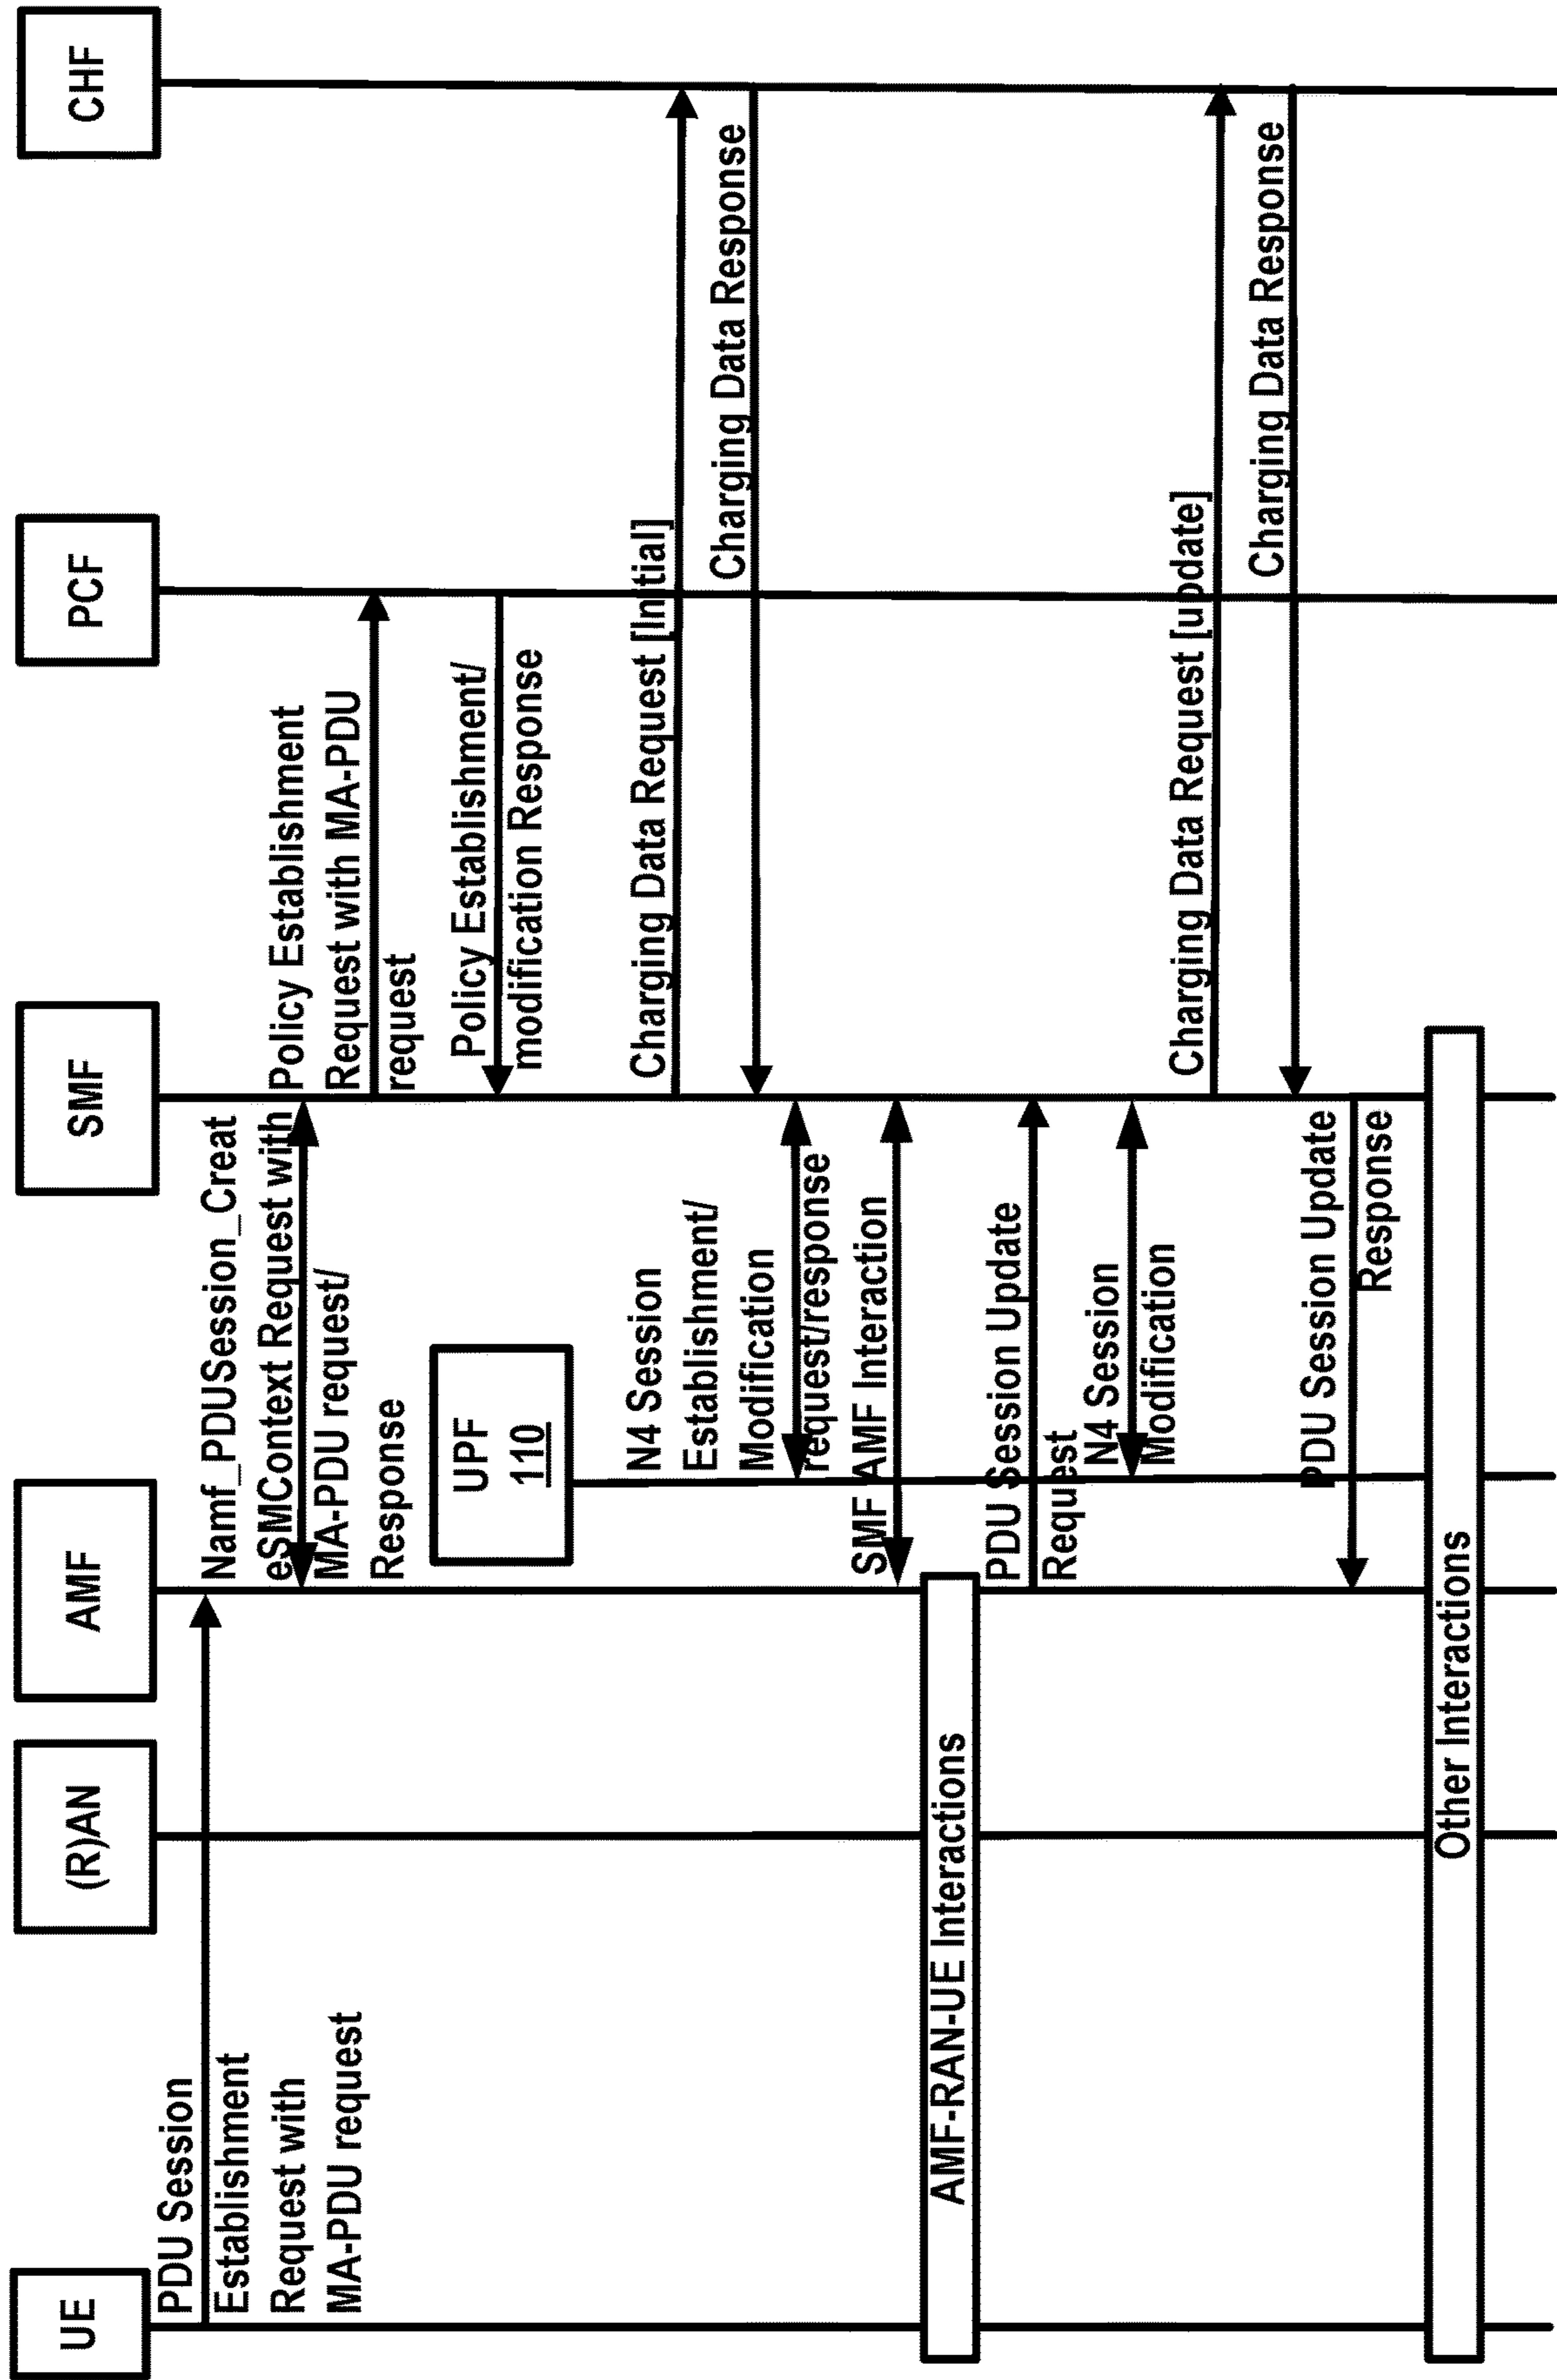 UE
(R)AN
AMF
SMF
PCF
CHF
PDU Session
Establishment
Request with
MA-PDU request
Namf_PDUSession_Creat
eSMContext Request with
MA-PDU request/
Response
Policy Establishment
Request with MA-PDU
request
Policy Establishment/
modification Response
UPF
110
Charging Data Request [Initial]
Charging Data Response
N4 Session
Establishment/
Modification
request/response
SMF AMF Interaction
AMF-RAN-UE Interactions
PDU Session Update
Request
N4 Session
Modification
Charging Data Request [update]
Charging Data Response
PDU Session Update
Response
Other Interactions